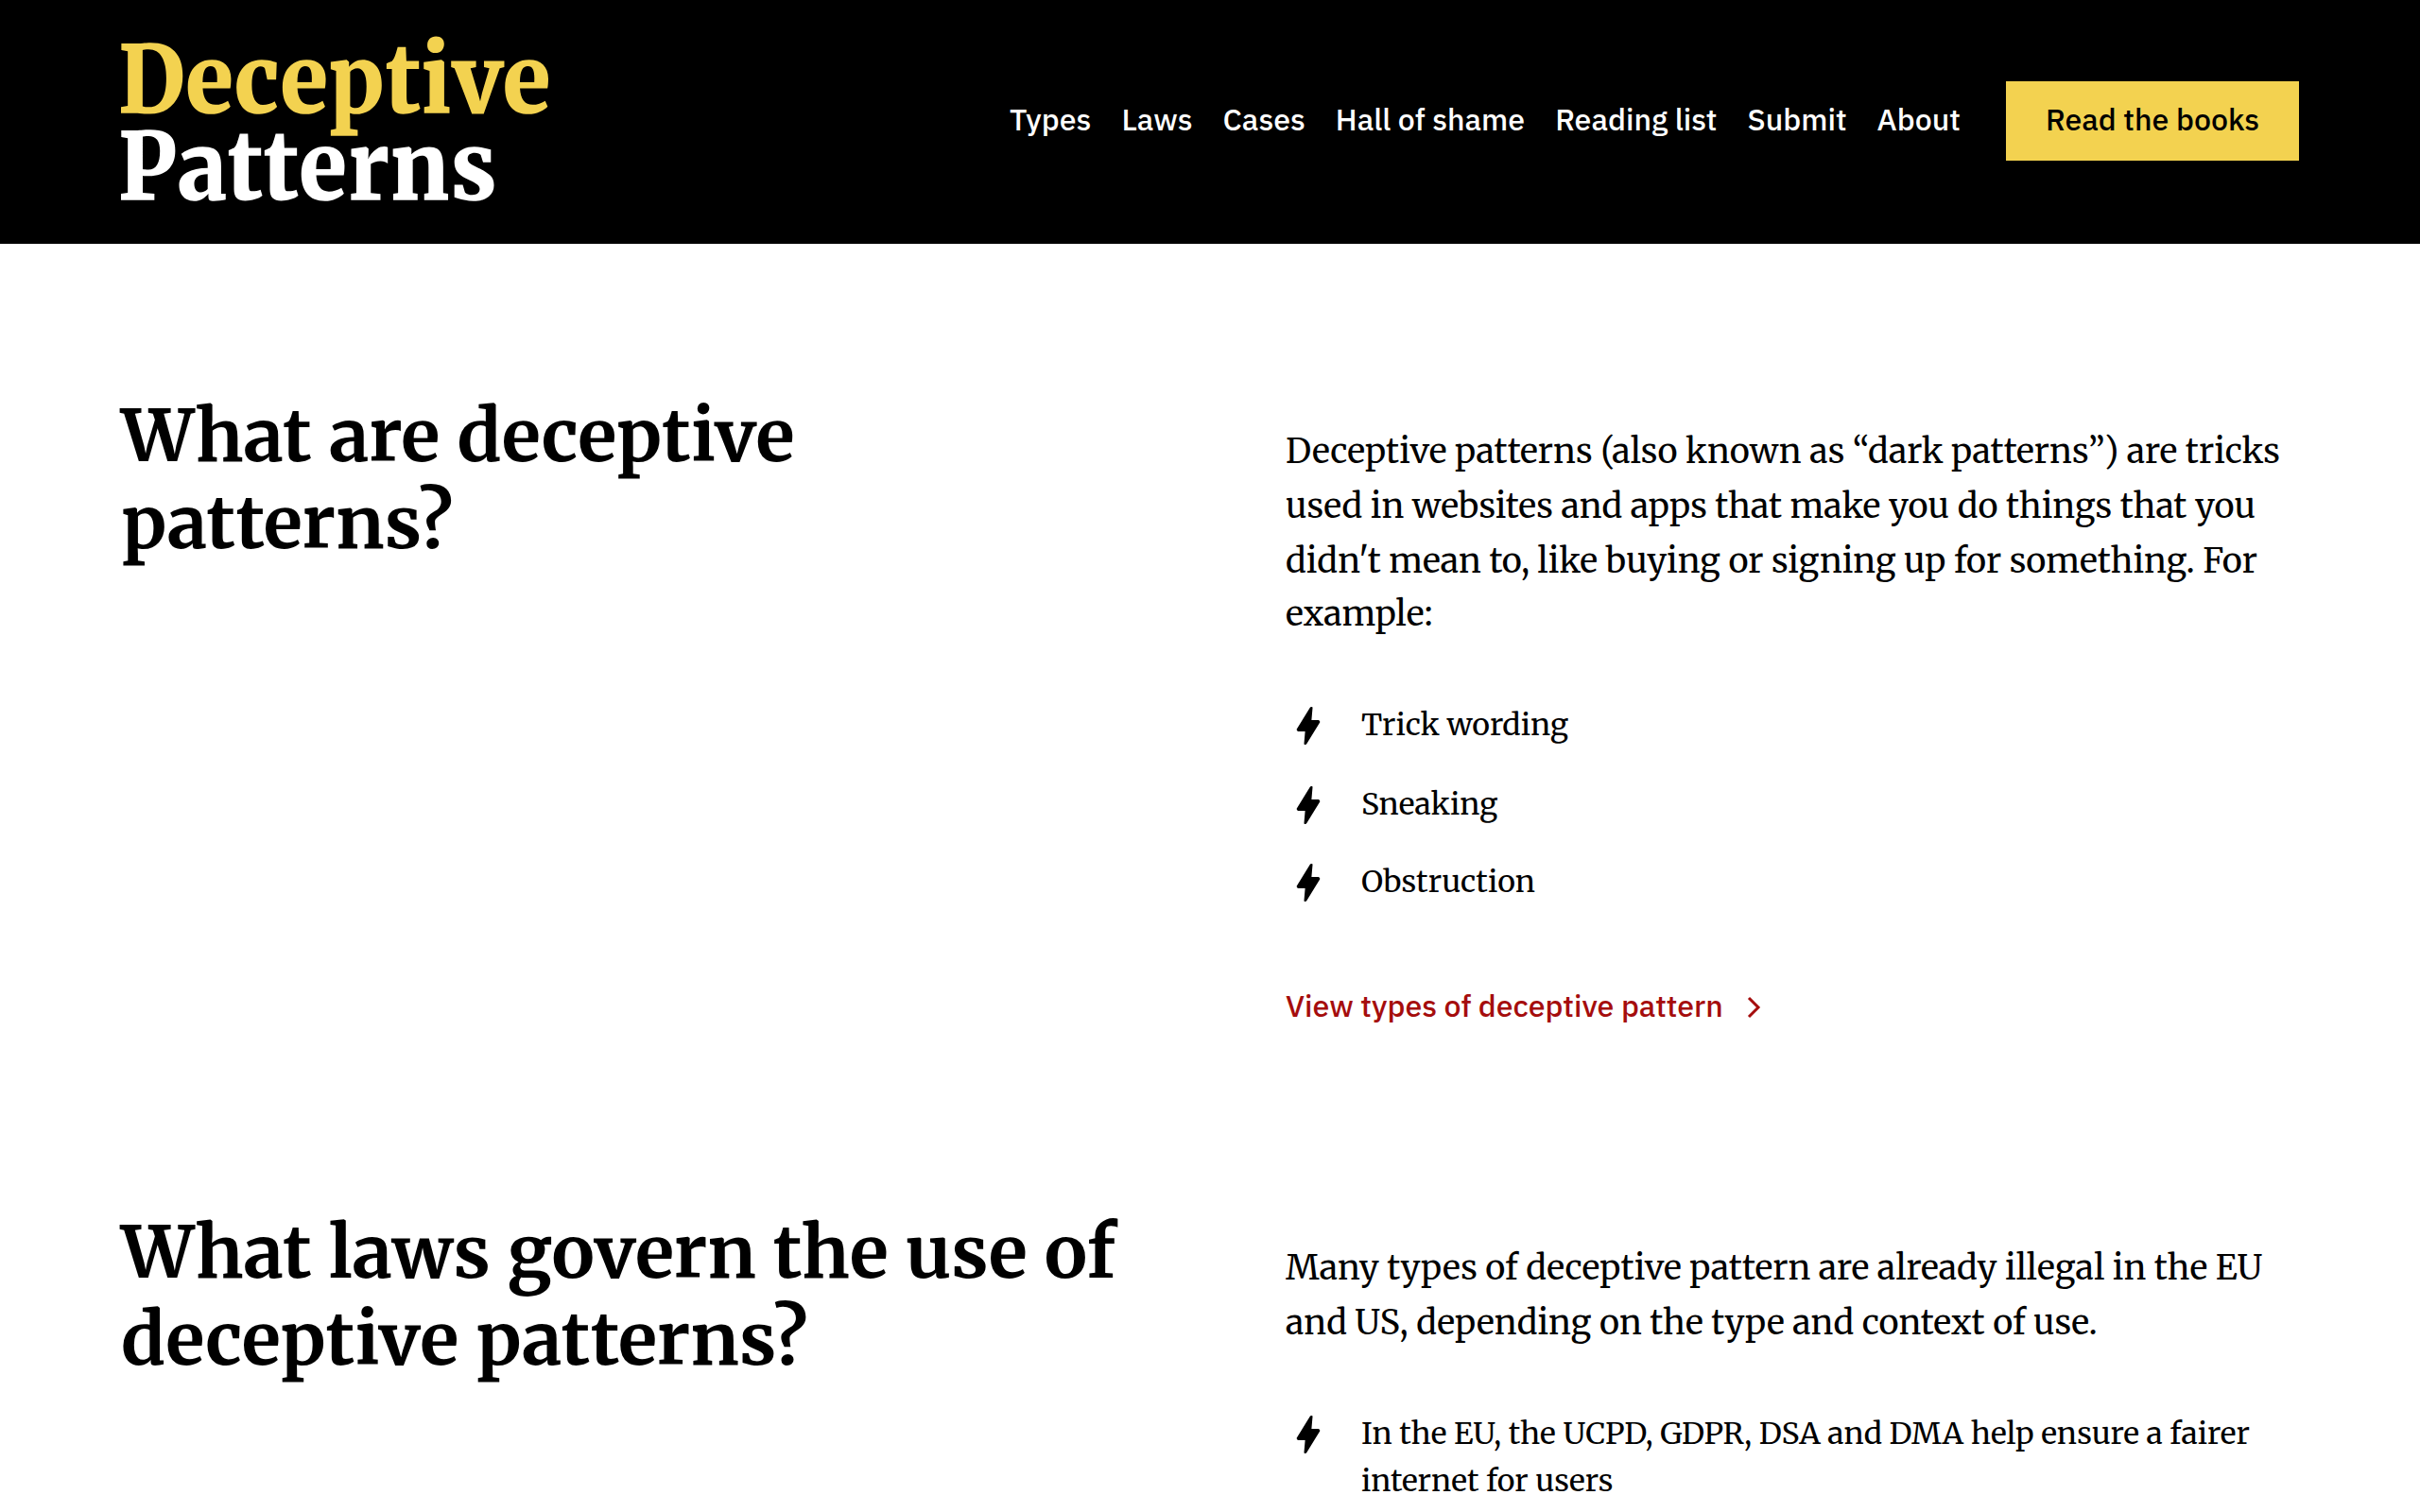 Deceptive
Patterns
Types
Laws
Cases
Hall of shame
Reading list
Submit
About
Read the books
What are deceptive
patterns?
Deceptive patterns (also known as “dark patterns”) are tricks
used in websites and apps that make you do things that you
didn't mean to, like buying or signing up for something. For
example:
Trick wording
Sneaking
Obstruction
View types of deceptive pattern
What laws govern the use of
deceptive patterns?
Many types of deceptive pattern are already illegal in the EU
and US, depending on the type and context of use.
In the EU, the UCPD, GDPR, DSA and DMA help ensure a fairer
internet for users